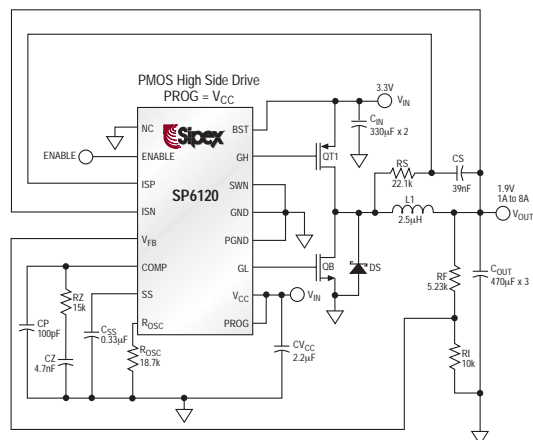 PMOS High Side Drive
PROG = VCC
Sipex
SP6120
NC
ENABLE
ISP
ISN
VFB
COMP
SS
ROSC
BST
GH
SWN
GND
PGND
GL
VCC
PROG
ENABLE
3.3V
VIN
CIN
330µF x 2
QT1
RS
22.1k
CS
39nF
L1
2.5µH
1.9V
1A to 8A
VOUT
QB
DS
RF
5.23k
COUT
470µF x 3
RI
10k
VIN
CVCC
2.2µF
RZ
15k
CP
100pF
CZ
4.7nF
CSS
0.33µF
ROSC
18.7k